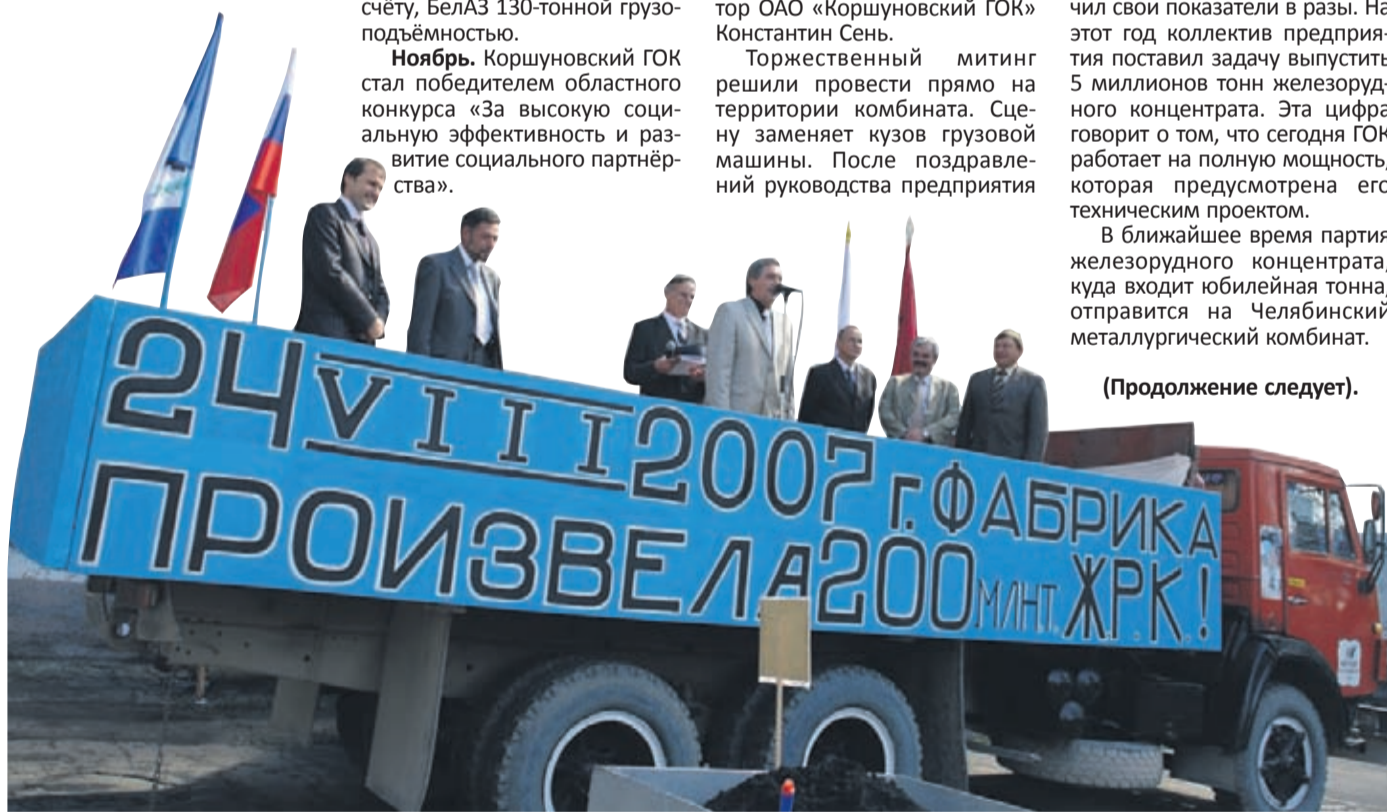 счёту, БелАЗ 130-тонной грузо-
подъёмностью.
Ноябрь. Коршуновский ГОК
стал победителем областного
конкурса «За высокую соци-
альную эффективность и раз-
витие социального партнёр-
ства».
тор ОАО «Коршуновский ГОК»
Константин Сень.
Торжественный митинг
решили провести прямо на
территории комбината. Сце-
ну заменяет кузов грузовой
машины. После поздравле-
ний руководства предприятия
чил свои показатели в разы. На
этот год коллектив предприя-
тия поставил задачу выпустить
5 миллионов тонн железоруд-
ного концентрата. Эта цифра
говорит о том, что сегодня ГОК
работает на полную мощность,
которая предусмотрена его
техническим проектом.
В ближайшее время партия
железорудного концентрата,
куда входит юбилейная тонна,
отправится на Челябинский
металлургический комбинат.
(Продолжение следует).
24 VIII 2007 г. ФАБРИКА
ПРОИЗВЕЛА 200 МЛН.Т. Ж.Р.К.!